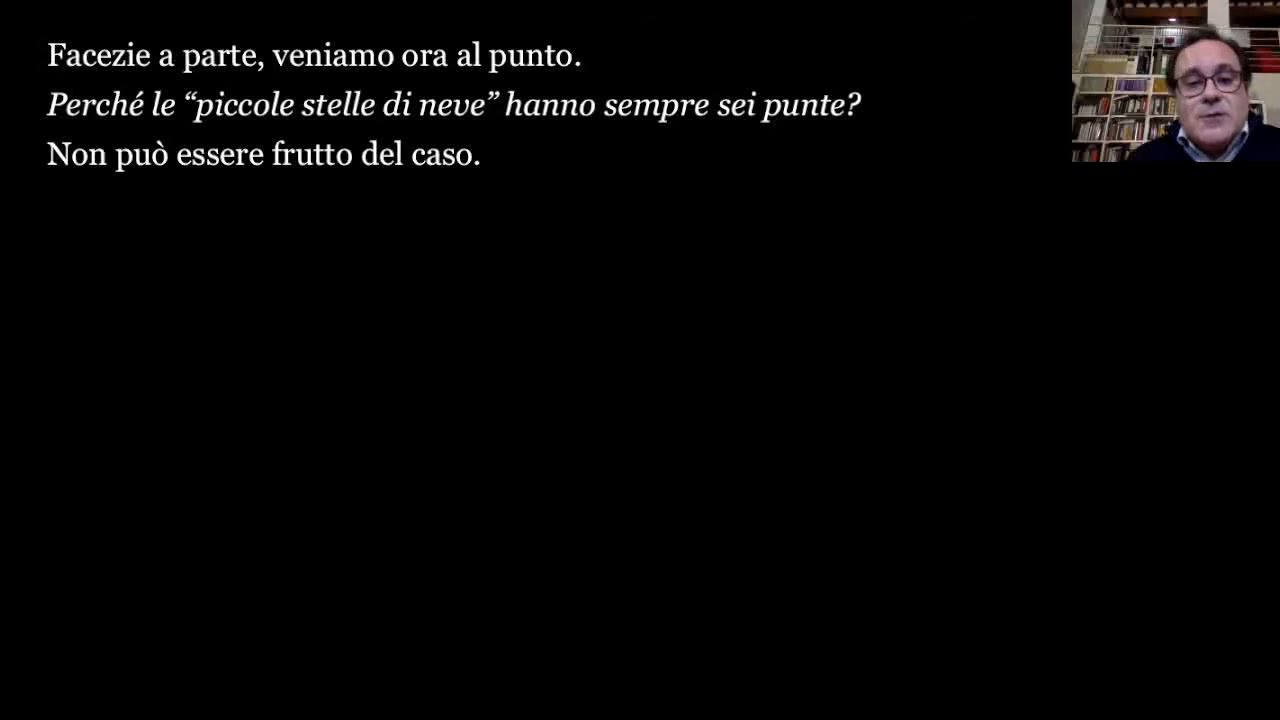 Facezie a parte, veniamo ora al punto.
Perché le “piccole stelle di neve” hanno sempre sei punte?
Non può essere frutto del caso.